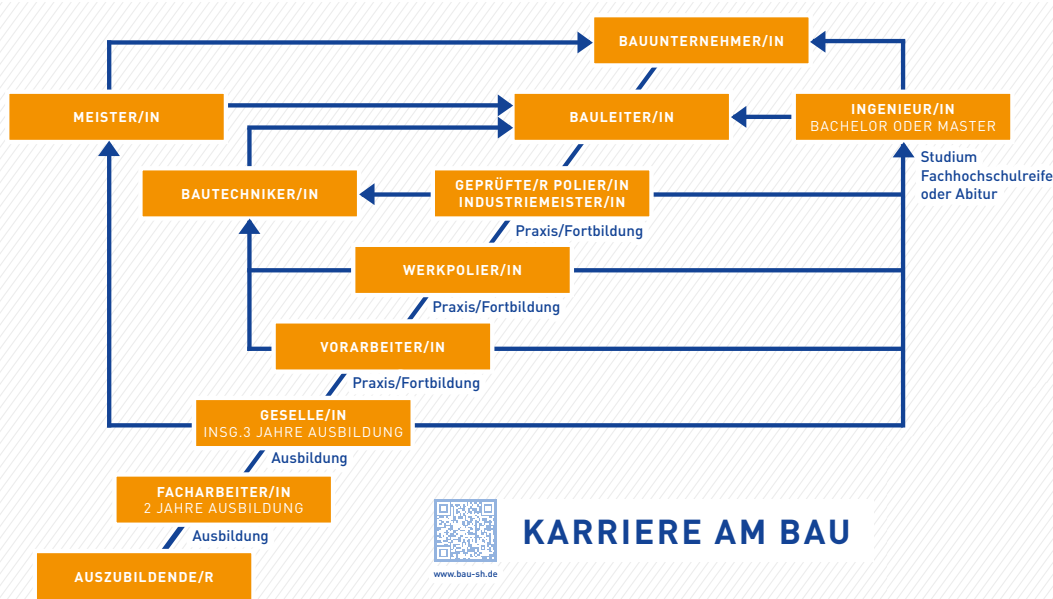 BAUUNTERNEHMER/IN
MEISTER/IN
BAULEITER/IN
INGENIEUR/IN
BACHELOR ODER MASTER
Studium
Fachhochschulreife
oder Abitur
BAUTECHNIKER/IN
GEPRÜFTE/R POLIER/IN
INDUSTRIEMEISTER/IN
Praxis/Fortbildung
WERKPOLIER/IN
Praxis/Fortbildung
VORARBEITER/IN
Praxis/Fortbildung
GESELLE/IN
INSG.3 JAHRE AUSBILDUNG
Ausbildung
FACHARBEITER/IN
2 JAHRE AUSBILDUNG
Ausbildung
AUSZUBILDENDE/R
KARRIERE AM BAU
www.bau-sh.de